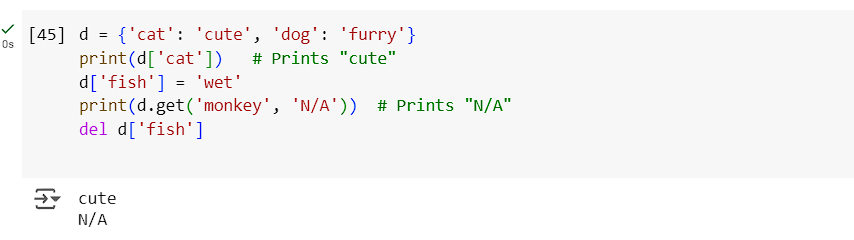 [45] d = {'cat': 'cute', 'dog': 'furry'}
print(d['cat'])   # Prints "cute"
0s
d['fish'] = 'wet'
print(d.get('monkey', 'N/A'))  # Prints "N/A"
del d['fish']
cute
N/A